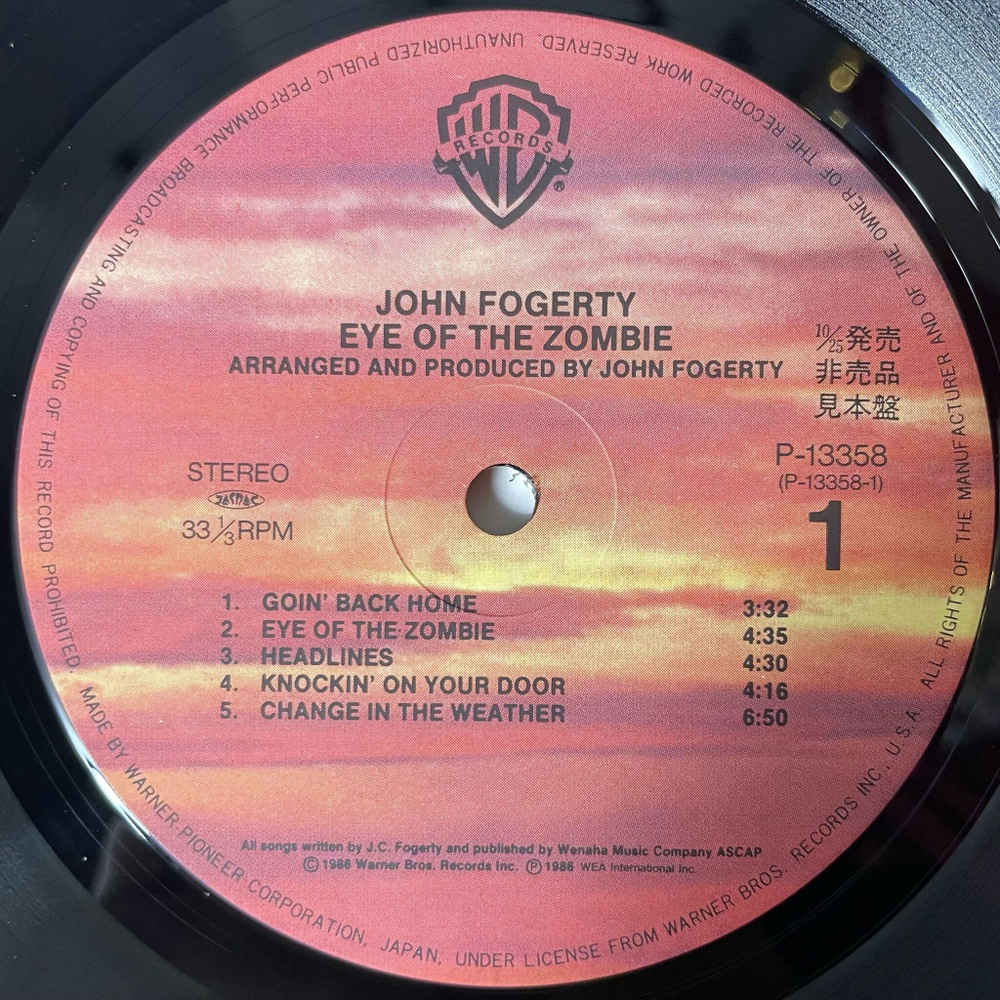 WB
RECORDS
®
JOHN FOGERTY
EYE OF THE ZOMBIE
ARRANGED AND PRODUCED BY JOHN FOGERTY
10/25発売
非売品
見本盤
STEREO
JASRAC
33 1/3 RPM
P-13358
(P-13358-1)
1
1. GOIN' BACK HOME 3:32
2. EYE OF THE ZOMBIE 4:35
3. HEADLINES 4:30
4. KNOCKIN' ON YOUR DOOR 4:16
5. CHANGE IN THE WEATHER 6:50
All songs written by J.C. Fogerty and published by Wenaha Music Company ASCAP
Ⓒ 1986 Warner Bros. Records Inc. Ⓟ 1986 WEA International Inc.
MADE BY WARNER-PIONEER CORPORATION, JAPAN, UNDER LICENSE FROM WARNER BROS. RECORDS INC., U.S.A. ALL RIGHTS OF THE MANUFACTURER AND OF THE OWNER OF THE RECORDED WORK RESERVED. UNAUTHORIZED PUBLIC PERFORMANCE BROADCASTING AND COPYING OF THIS RECORD PROHIBITED.